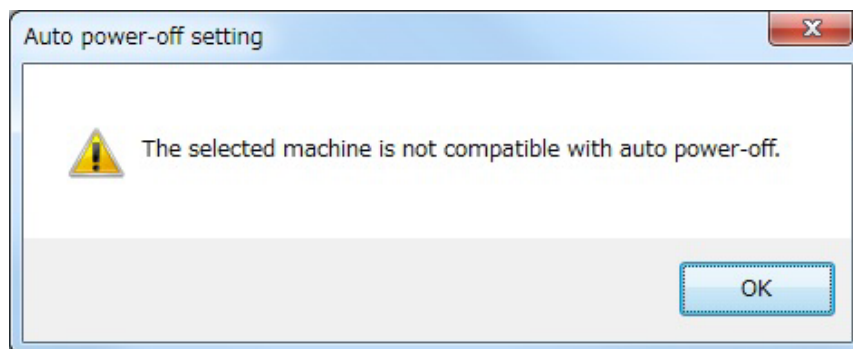 Auto power-off setting
The selected machine is not compatible with auto power-off.
OK